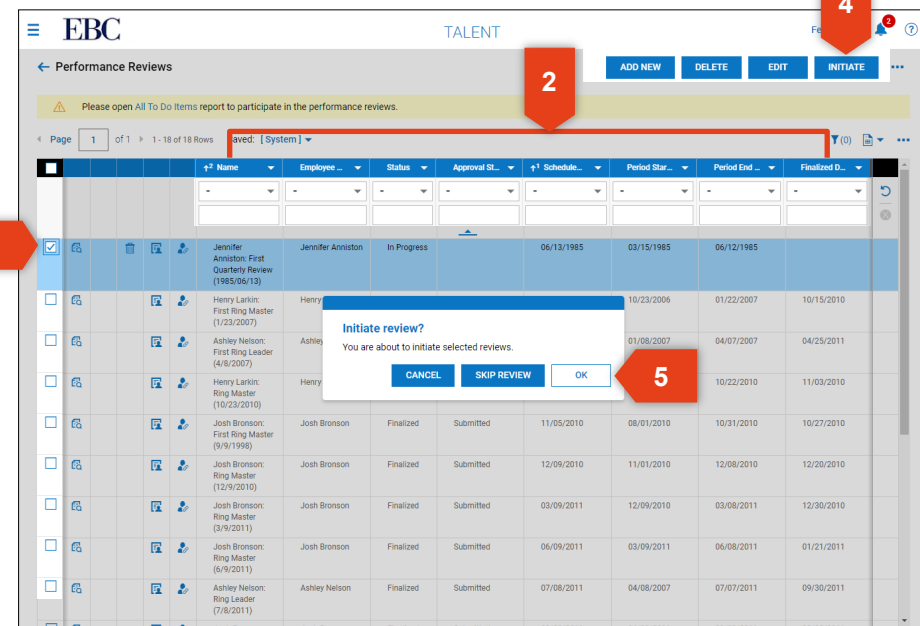 4
EBC
TALENT
Fe
2
?
Performance Reviews
2
ADD NEW
DELETE
EDIT
INITIATE
Please open All To Do Items report to participate in the performance reviews.
Page 1 of 1 1 - 18 of 18 Rows aved: [ System ] (0)
↑2 Name Employee ... Status Approval St... ↑1 Schedule... Period Star... Period End ... Finalized D...
- - - - - - - -
Jennifer Jennifer Anniston In Progress 06/13/1985 03/15/1985 06/12/1985
Anniston: First
Quarterly Review
(1985/06/13)
Henry Larkin: Henry 10/23/2006 01/22/2007 10/15/2010
First Ring Master
(1/23/2007)
Initiate review?
You are about to initiate selected reviews.
CANCEL
SKIP REVIEW
OK
5
Ashley Nelson: Ashley 01/08/2007 04/07/2007 04/25/2011
First Ring Leader
(4/8/2007)
Henry Larkin: Henry 10/22/2010 11/03/2010
Ring Master
(10/23/2010)
Josh Bronson: Josh Bronson Finalized Submitted 11/05/2010 08/01/2010 10/31/2010 10/27/2010
First Ring Master
(9/9/1998)
Josh Bronson: Josh Bronson Finalized Submitted 12/09/2010 11/01/2010 12/08/2010 12/20/2010
Ring Master
(12/9/2010)
Josh Bronson: Josh Bronson Finalized Submitted 03/09/2011 12/09/2010 03/08/2011 12/30/2010
Ring Master
(3/9/2011)
Josh Bronson: Josh Bronson Finalized Submitted 06/09/2011 03/09/2011 06/08/2011 01/21/2011
Ring Master
(6/9/2011)
Ashley Nelson: Ashley Nelson Finalized Submitted 07/08/2011 04/08/2007 07/07/2011 09/30/2011
Ring Leader
(7/8/2011)